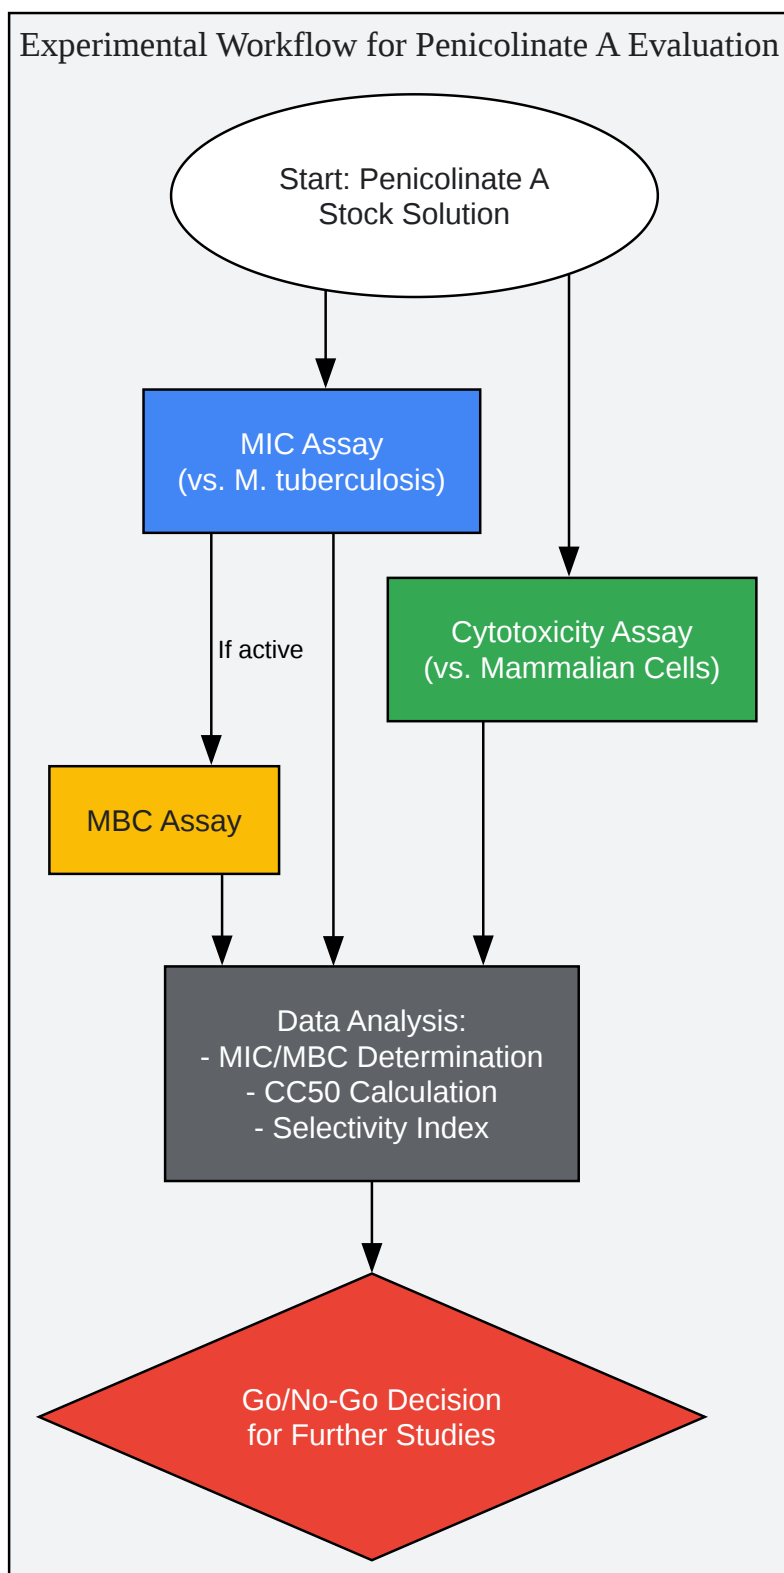 Experimental Workflow for Penicolinate A Evaluation
Start: Penicolinate A
Stock Solution
MIC Assay
(vs. M. tuberculosis)
If active
Cytotoxicity Assay
(vs. Mammalian Cells)
MBC Assay
Data Analysis:
- MIC/MBC Determination
- CC50 Calculation
- Selectivity Index
Go/No-Go Decision
for Further Studies